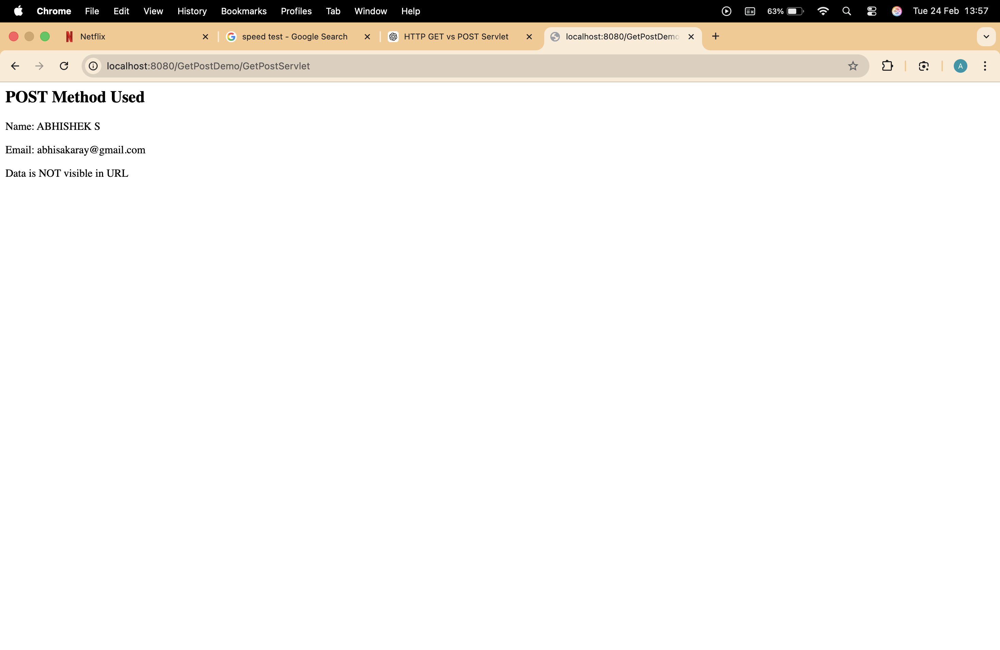 Chrome File Edit View History Bookmarks Profiles Tab Window Help 63% Tue 24 Feb 13:57
Netflix speed test - Google Search HTTP GET vs POST Servlet localhost:8080/GetPostDemo
localhost:8080/GetPostDemo/GetPostServlet A
POST Method Used
Name: ABHISHEK S
Email: abhisakaray@gmail.com
Data is NOT visible in URL